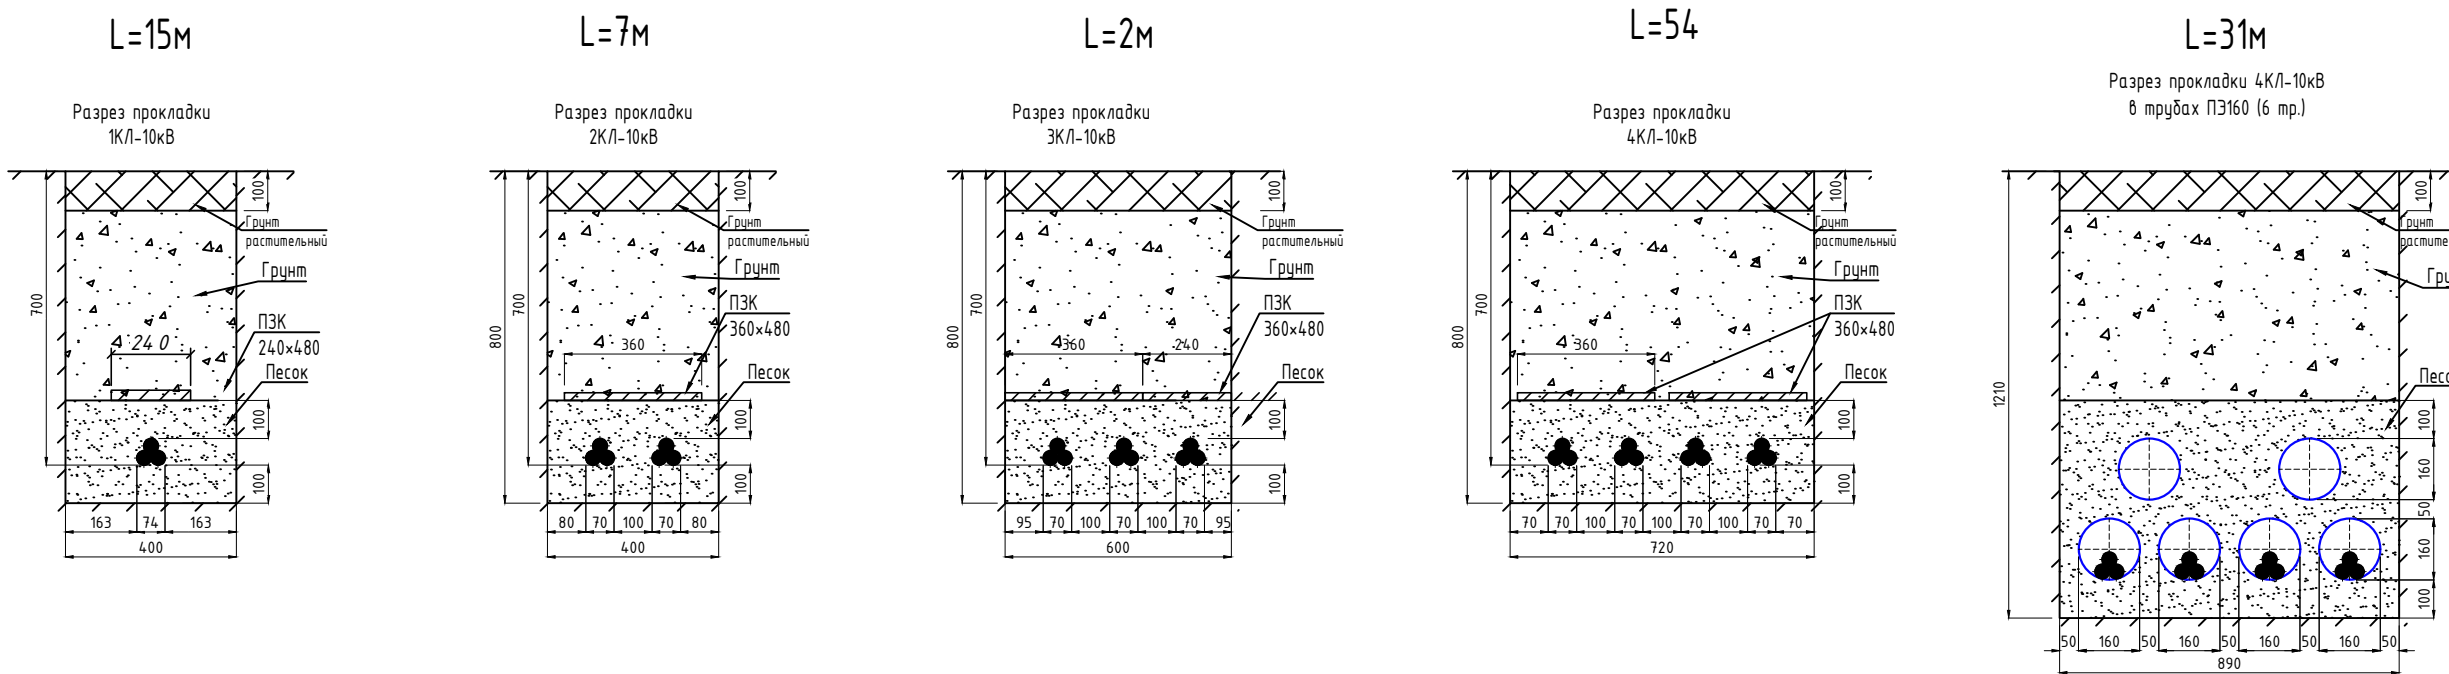 L=15м
Разрез прокладки
1КЛ-10кВ
100
Грунт
растительный
Грунт
700
ПЗК
240×480
240
Песок
100
100
163
74
163
400
L=7м
Разрез прокладки
2КЛ-10кВ
100
Грунт
растительный
Грунт
700
800
ПЗК
360×480
360
Песок
100
100
80
70
100
70
80
400
L=2м
Разрез прокладки
3КЛ-10кВ
100
Грунт
растительный
Грунт
700
800
ПЗК
360×480
360
240
Песок
100
100
95
70
100
70
100
70
95
600
L=54
Разрез прокладки
4КЛ-10кВ
100
Грунт
растительный
Грунт
700
800
ПЗК
360×480
360
Песок
100
100
70
70
100
70
100
70
100
70
70
720
L=31м
Разрез прокладки 4КЛ-10кВ
в трубах ПЭ160 (6 тр.)
100
Грунт
растите
Гру
1210
Песо
100
160
50
160
100
50
160
50
160
50
160
50
160
50
890